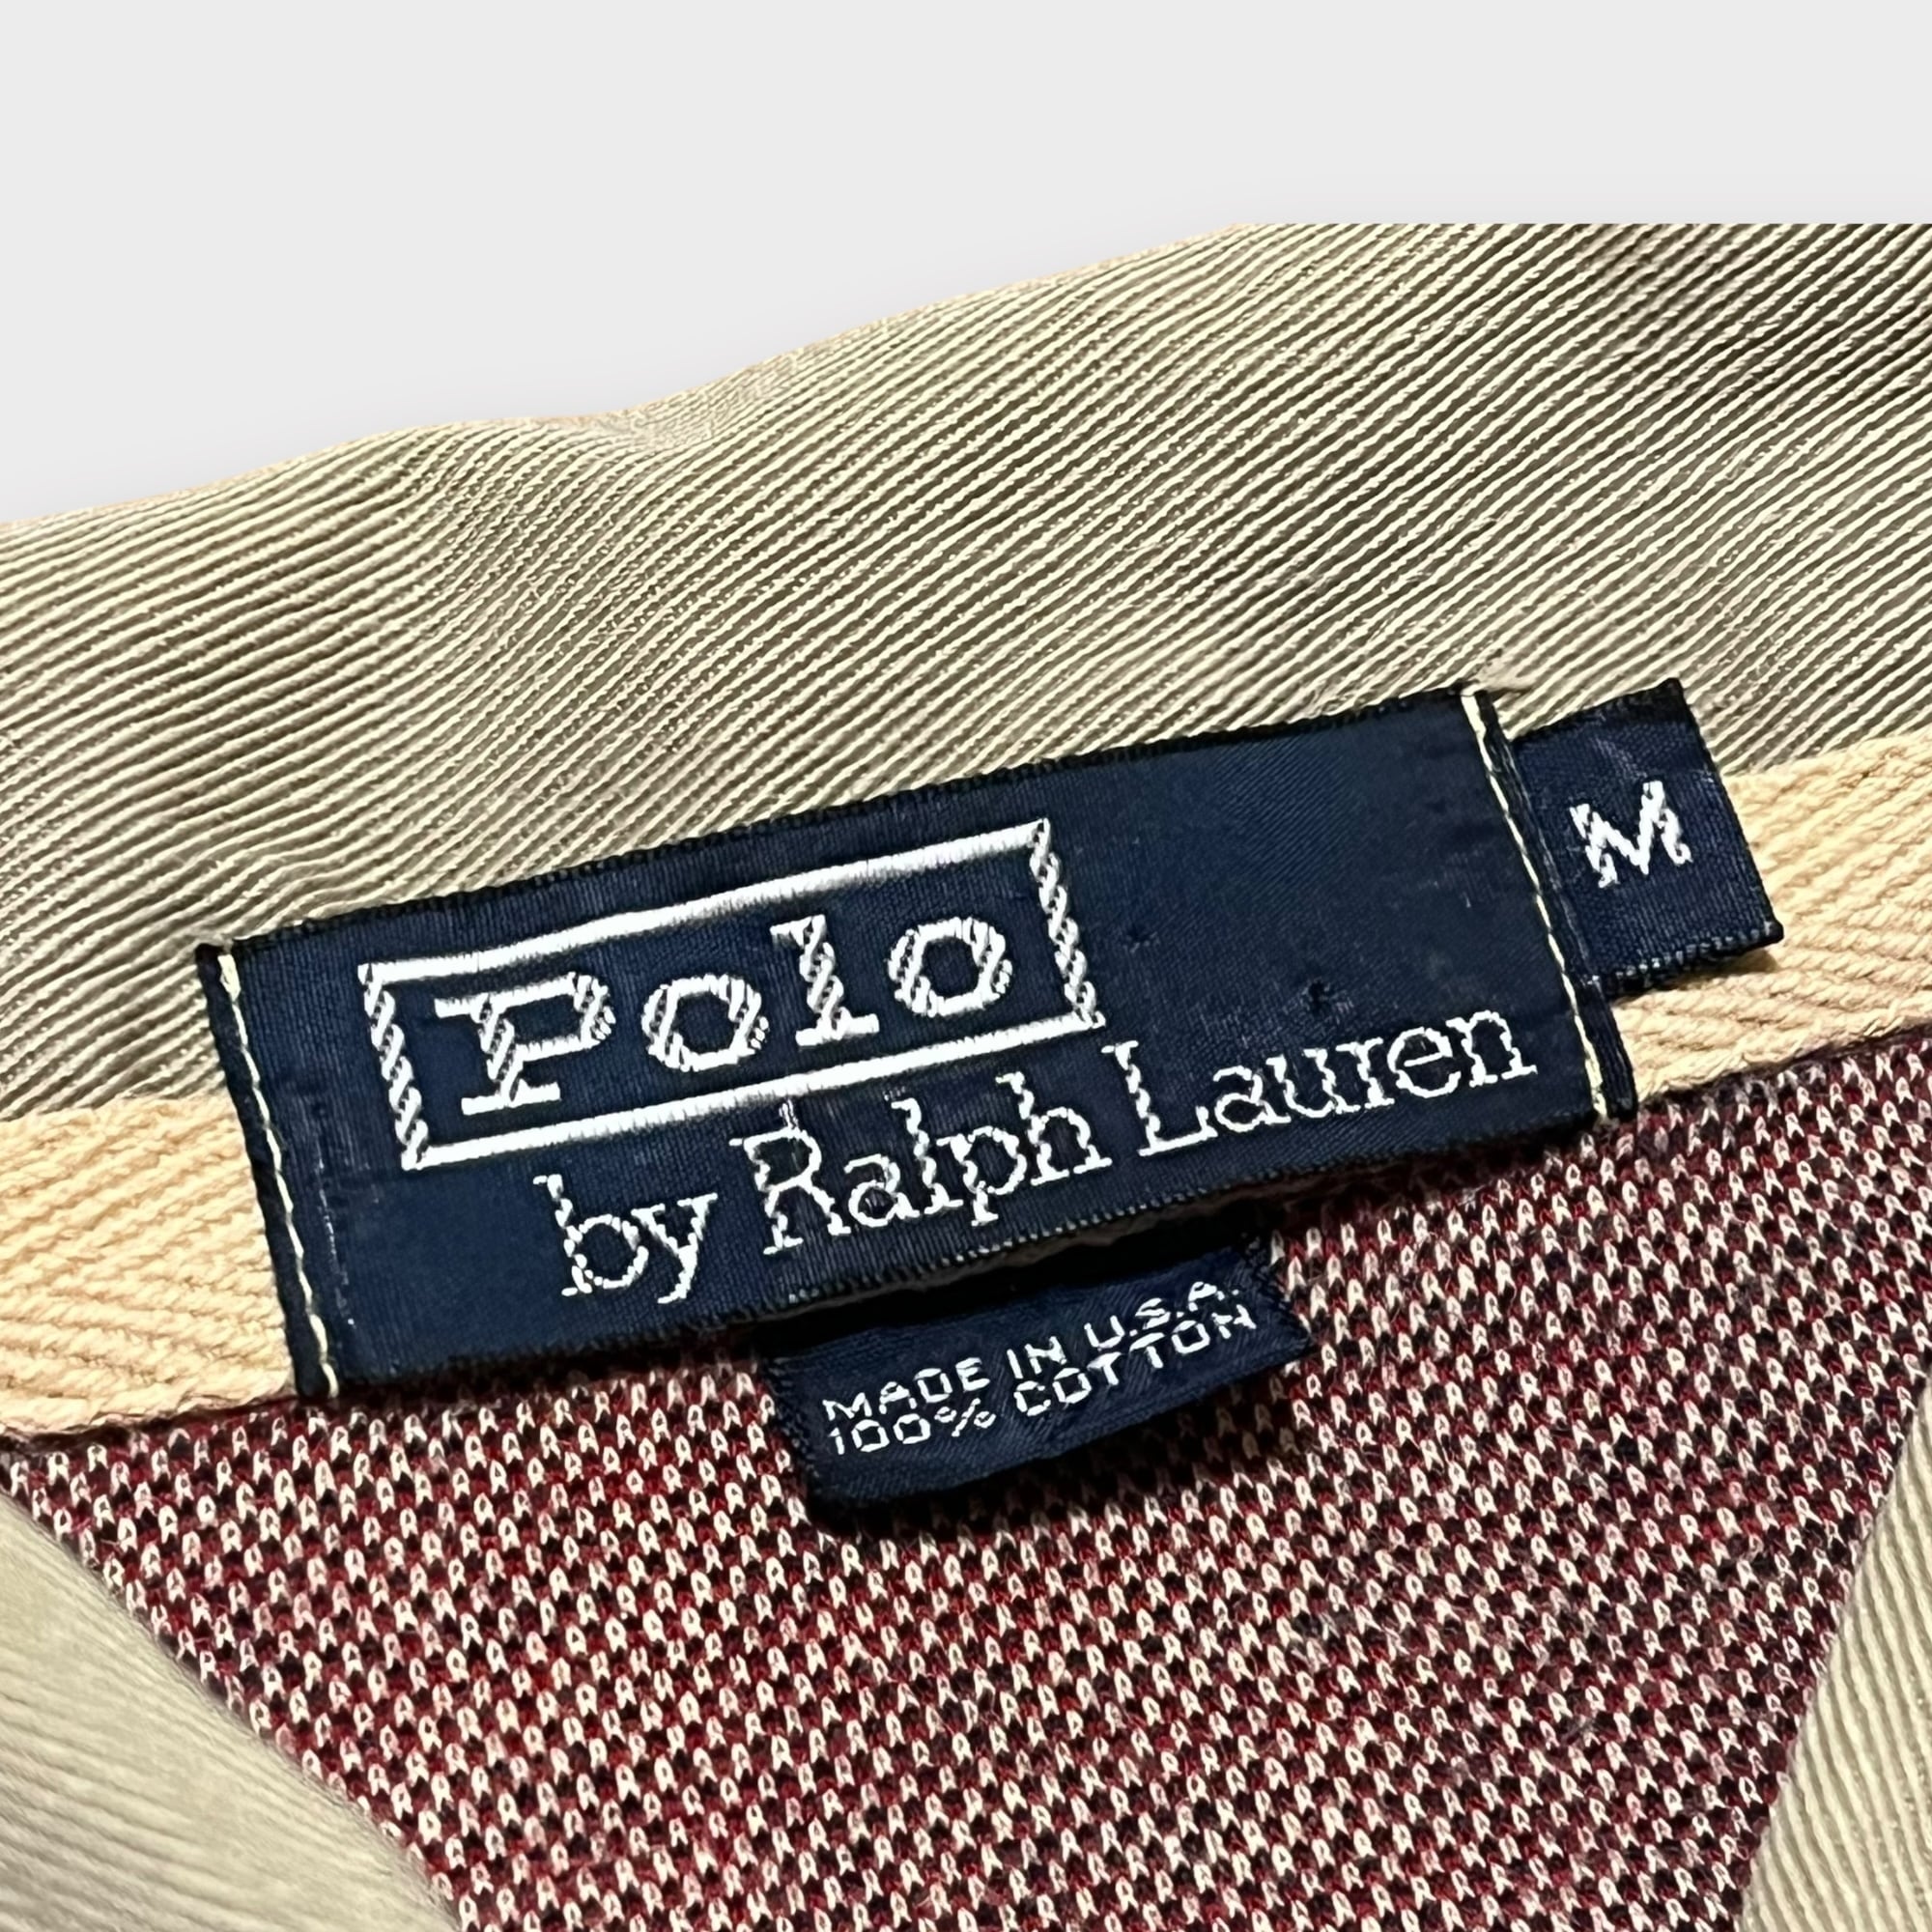 Polo
by Ralph Lauren
M
MADE IN U.S.A.
100% COTTON